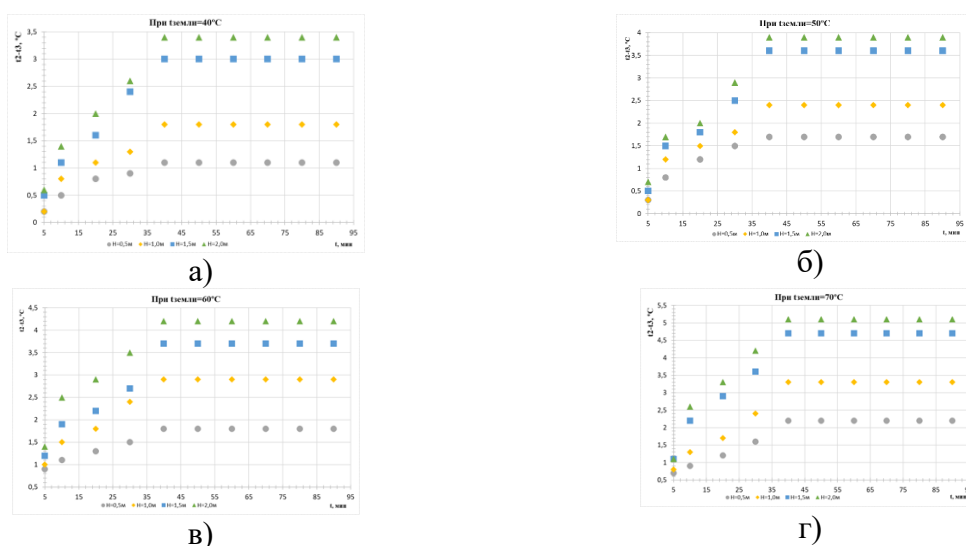 При tземли=40°С
t2-t3, °С
3,5
3
2,5
2
1,5
1
0,5
0
5 15 25 35 45 55 65 75 85 95
H=0,5м H=1,0м H=1,5м H=2,0м
t, мин
а)
При tземли=50°С
t2-t3, °С
4
3,5
3
2,5
2
1,5
1
0,5
0
5 15 25 35 45 55 65 75 85 95
H=0,5м H=1,0м H=1,5м H=2,0м
t, мин
б)
При tземли=60°С
t2-t3, °С
4,5
4
3,5
3
2,5
2
1,5
1
0,5
5 15 25 35 45 55 65 75 85 95
H=0,5м H=1,0м H=1,5м H=2,0м
t, мин
в)
При tземли=70°С
t2-t3, °С
5,5
5
4,5
4
3,5
3
2,5
2
1,5
1
0,5
5 15 25 35 45 55 65 75 85 95
H=0,5м H=1,0м H=1,5м H=2,0м
t, мин
г)